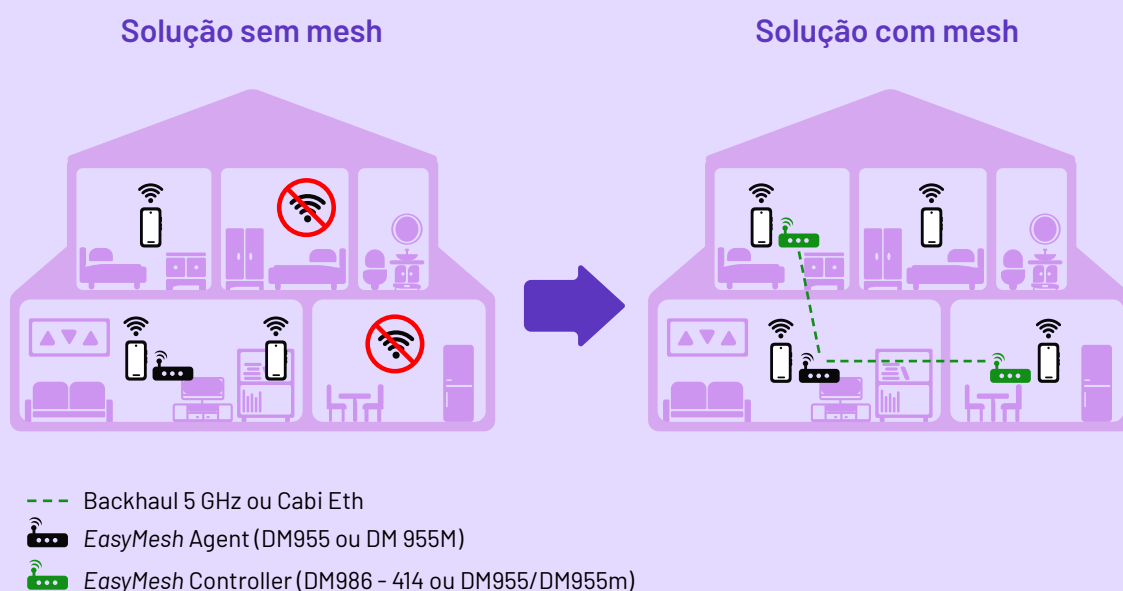 Solução sem mesh
Solução com mesh
Backhaul 5 GHz ou Cabi Eth
EasyMesh Agent (DM955 ou DM 955M)
EasyMesh Controller (DM986 - 414 ou DM955/DM955m)